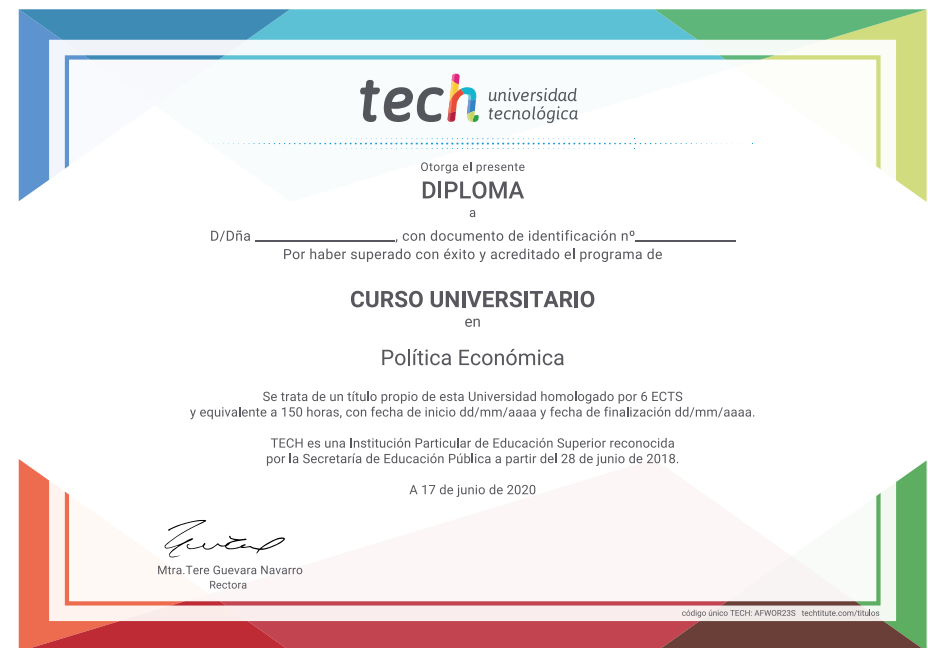 tech universidad tecnológica
Otorga el presente
DIPLOMA
a
D/Dña ____________, con documento de identificación nº____________
Por haber superado con éxito y acreditado el programa de
CURSO UNIVERSITARIO
en
Política Económica
Se trata de un título propio de esta Universidad homologado por 6 ECTS
y equivalente a 150 horas, con fecha de inicio dd/mm/aaaa y fecha de finalización dd/mm/aaaa.
TECH es una Institución Particular de Educación Superior reconocida
por la Secretaría de Educación Pública a partir del 28 de junio de 2018.
A 17 de junio de 2020
Mtra.Tere Guevara Navarro
Rectora
código único TECH: AFWOR23S techtitute.com/títulos